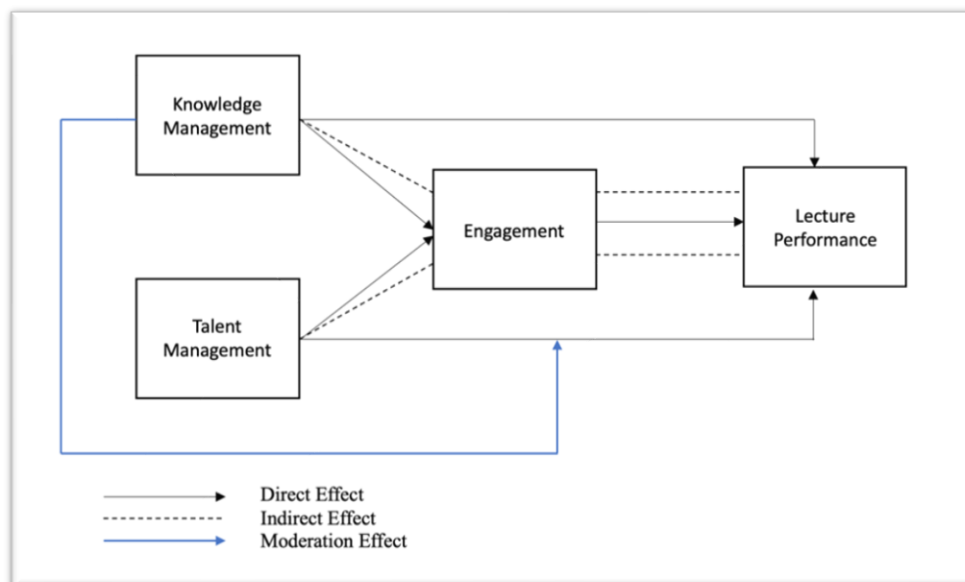 Knowledge
Management
Engagement
Lecture
Performance
Talent
Management
Direct Effect
Indirect Effect
Moderation Effect